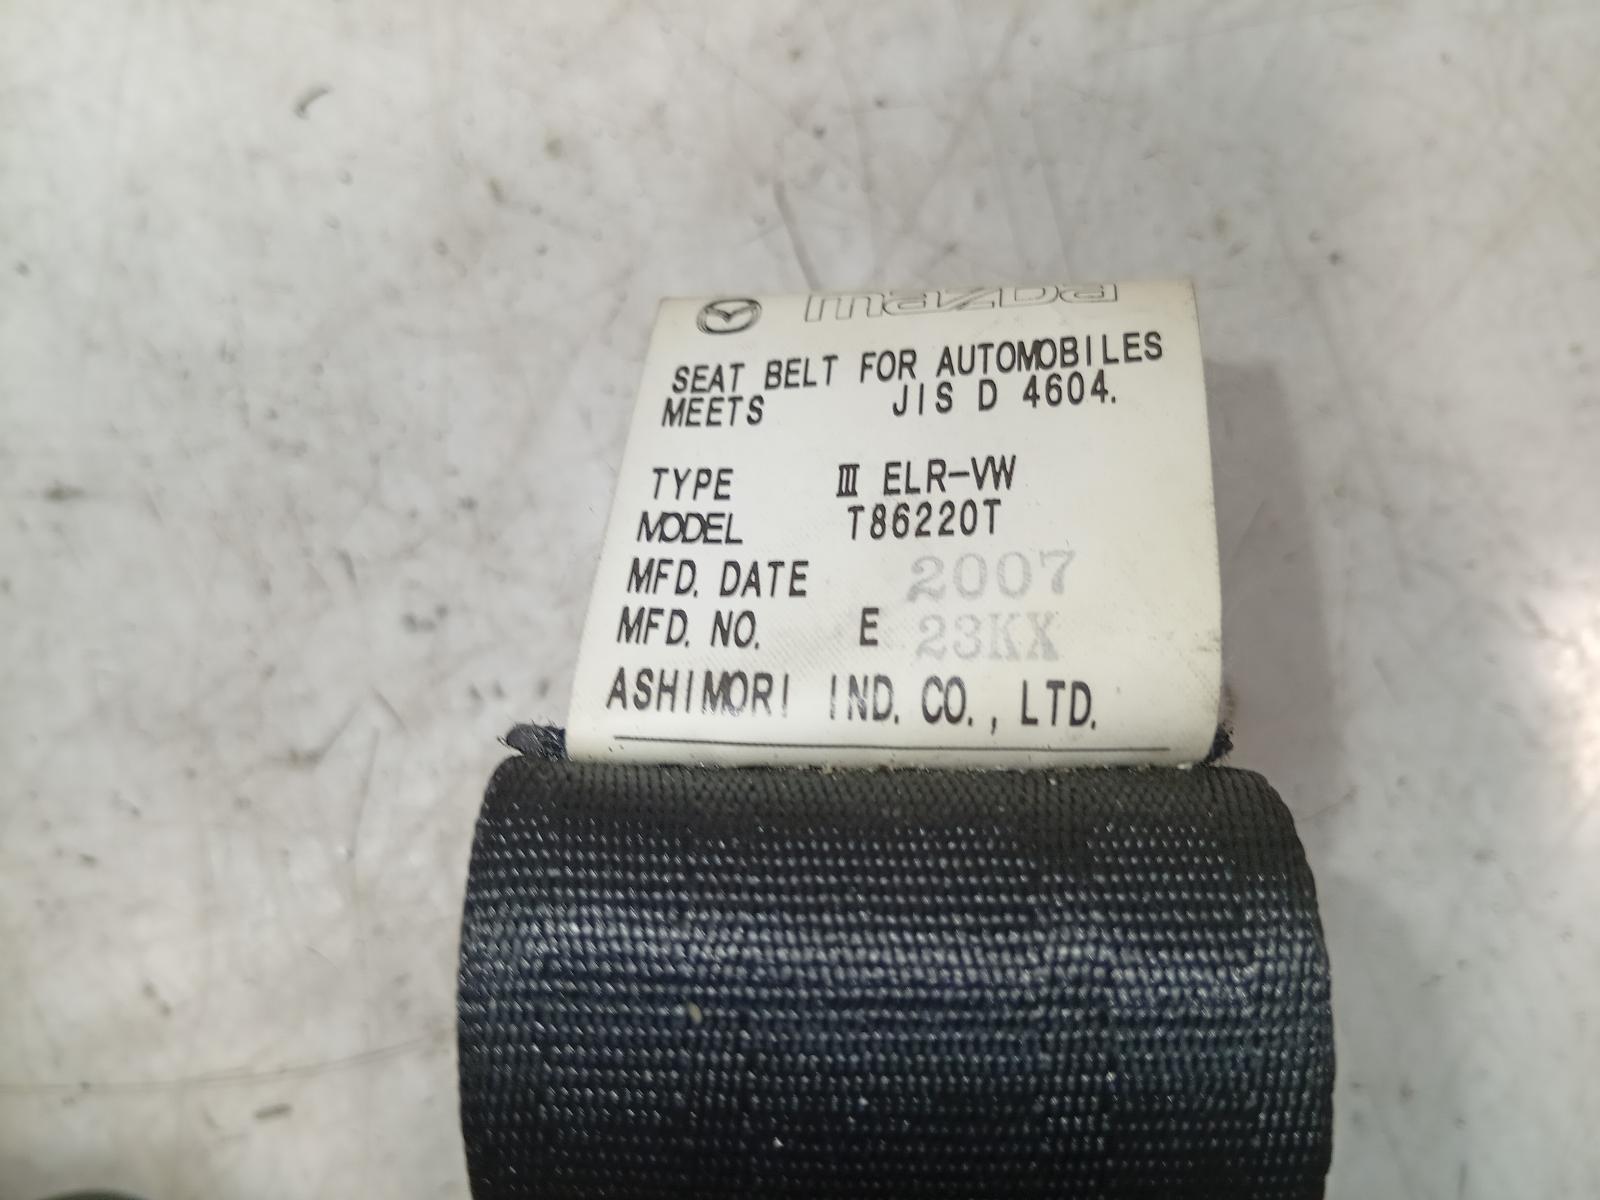 mazda
SEAT BELT FOR AUTOMOBILES
MEETS JIS D 4604.
TYPE III ELR-VW
MODEL T86220T
MFD. DATE 2007
MFD. NO. E 23KX
ASHIMORI IND. CO., LTD.